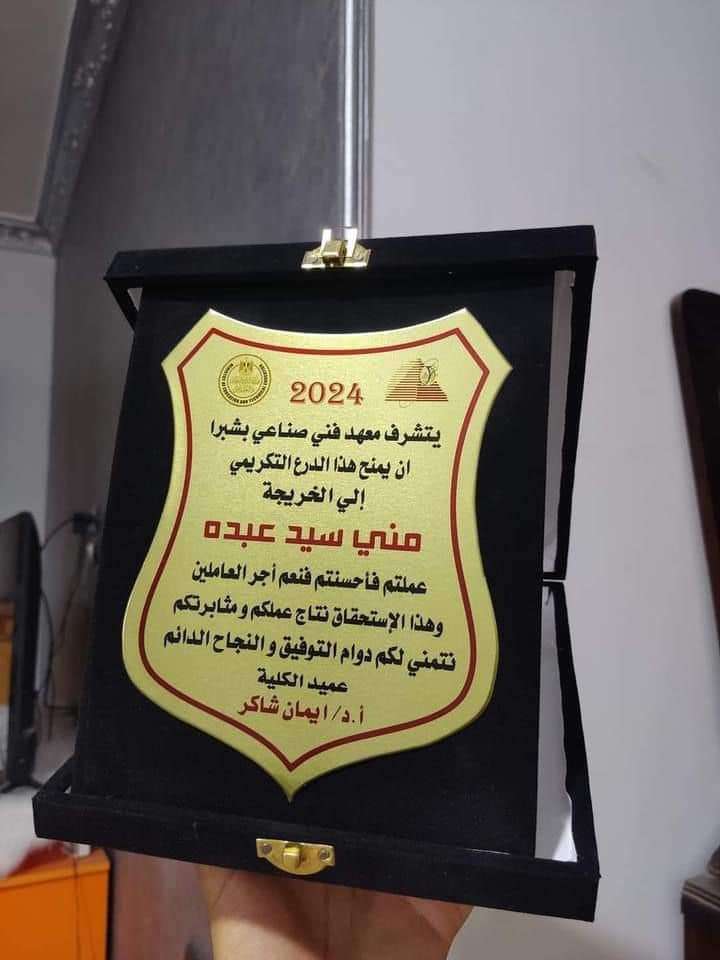 2024
يتشرف معهد فني صناعي بشبرا
ان يمنح هذا الدرع التكريمي
إلي الخريجة
مني سيد عبده
عملتم فأحسنتم فنعم أجر العاملين
وهذا الإستحقاق نتاج عملكم و مثابرتكم
نتمني لكم دوام التوفيق و النجاح الدائم
عميد الكلية
أ.د/ ايمان شاكر